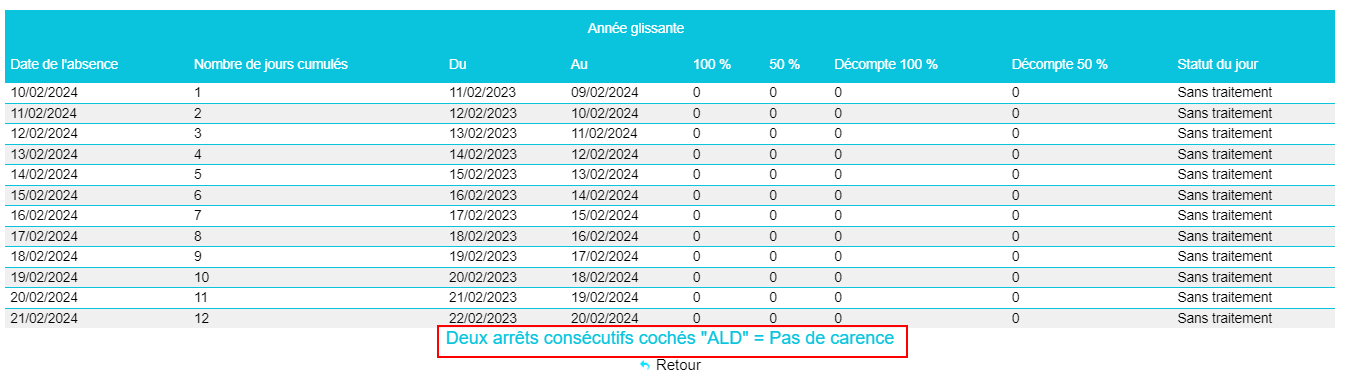 Année glissante
Date de l'absence Nombre de jours cumulés Du Au 100 % 50 % Décompte 100 % Décompte 50 % Statut du jour
10/02/2024 1 11/02/2023 09/02/2024 0 0 0 0 Sans traitement
11/02/2024 2 12/02/2023 10/02/2024 0 0 0 0 Sans traitement
12/02/2024 3 13/02/2023 11/02/2024 0 0 0 0 Sans traitement
13/02/2024 4 14/02/2023 12/02/2024 0 0 0 0 Sans traitement
14/02/2024 5 15/02/2023 13/02/2024 0 0 0 0 Sans traitement
15/02/2024 6 16/02/2023 14/02/2024 0 0 0 0 Sans traitement
16/02/2024 7 17/02/2023 15/02/2024 0 0 0 0 Sans traitement
17/02/2024 8 18/02/2023 16/02/2024 0 0 0 0 Sans traitement
18/02/2024 9 19/02/2023 17/02/2024 0 0 0 0 Sans traitement
19/02/2024 10 20/02/2023 18/02/2024 0 0 0 0 Sans traitement
20/02/2024 11 21/02/2023 19/02/2024 0 0 0 0 Sans traitement
21/02/2024 12 22/02/2023 20/02/2024 0 0 0 0 Sans traitement
Deux arrêts consécutifs cochés "ALD" = Pas de carence
Retour